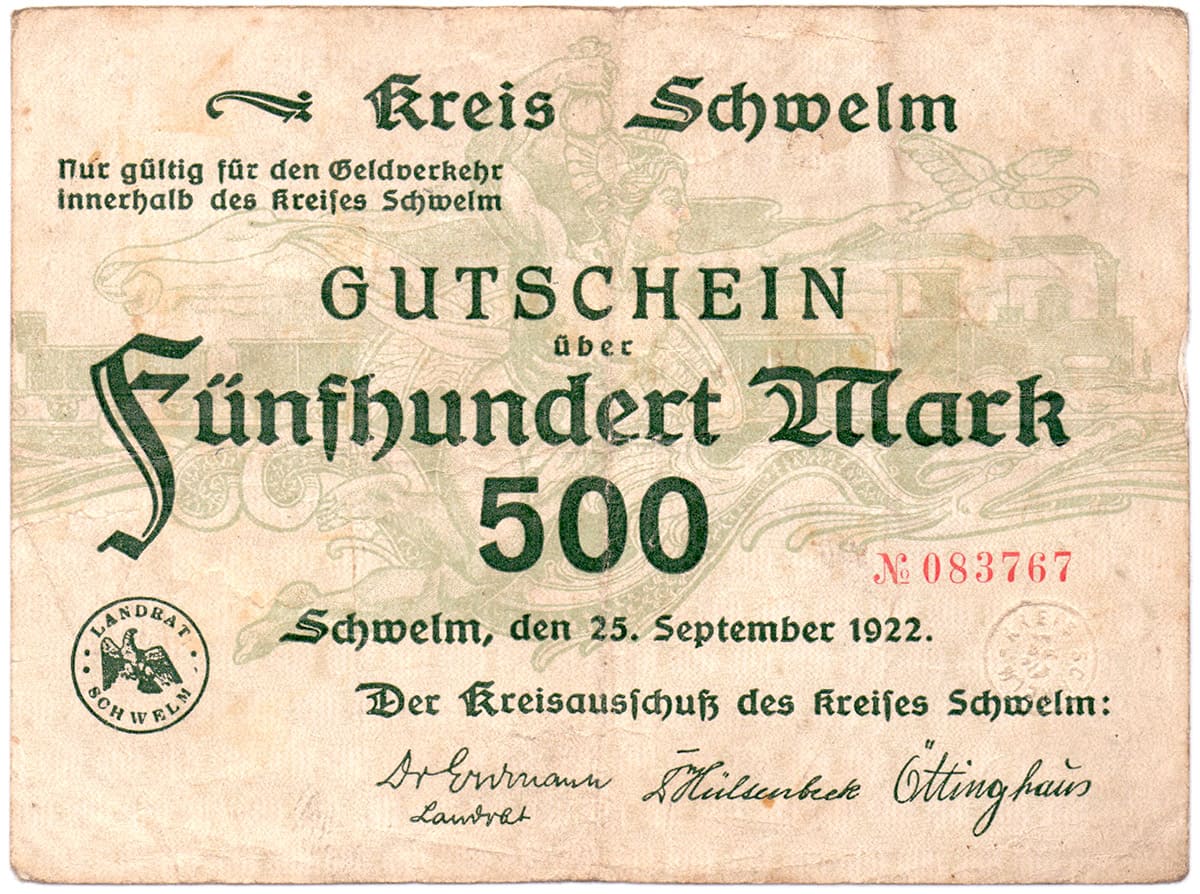 Kreis Schwelm
Nur gültig für den Geldverkehr
innerhalb des Kreiſes Schwelm
GUTSCHEIN
über
Fünfhundert Mark
500
№ 083767
Schwelm, den 25. September 1922.
LANDRAT
SCHWELM
Der Kreisausſchuß des Kreiſes Schwelm:
Dr Erdmann
Landrat
Hülsenbeck
Öttinghaus